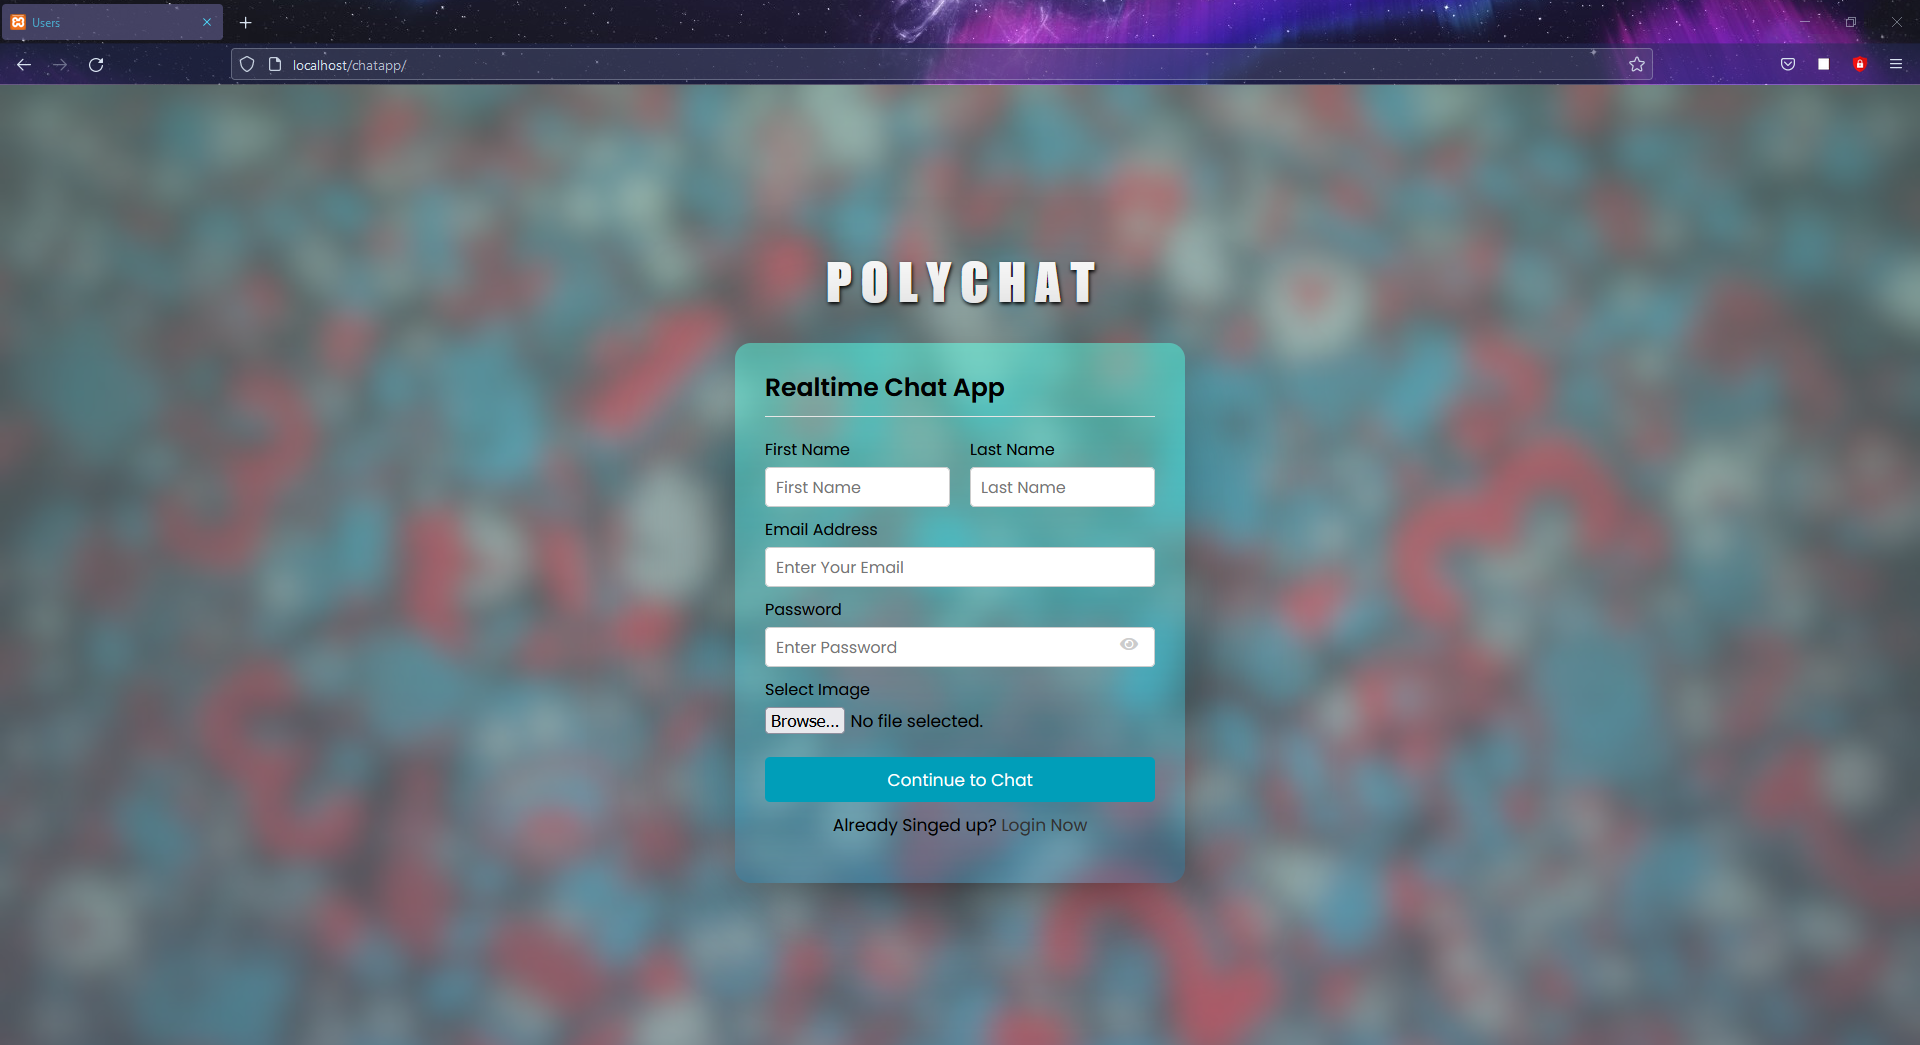 Users
localhost/chatapp/
POLYCHAT
Realtime Chat App
First Name Last Name
First Name Last Name
Email Address
Enter Your Email
Password
Enter Password
Select Image
Browse... No file selected.
Continue to Chat
Already Singed up? Login Now